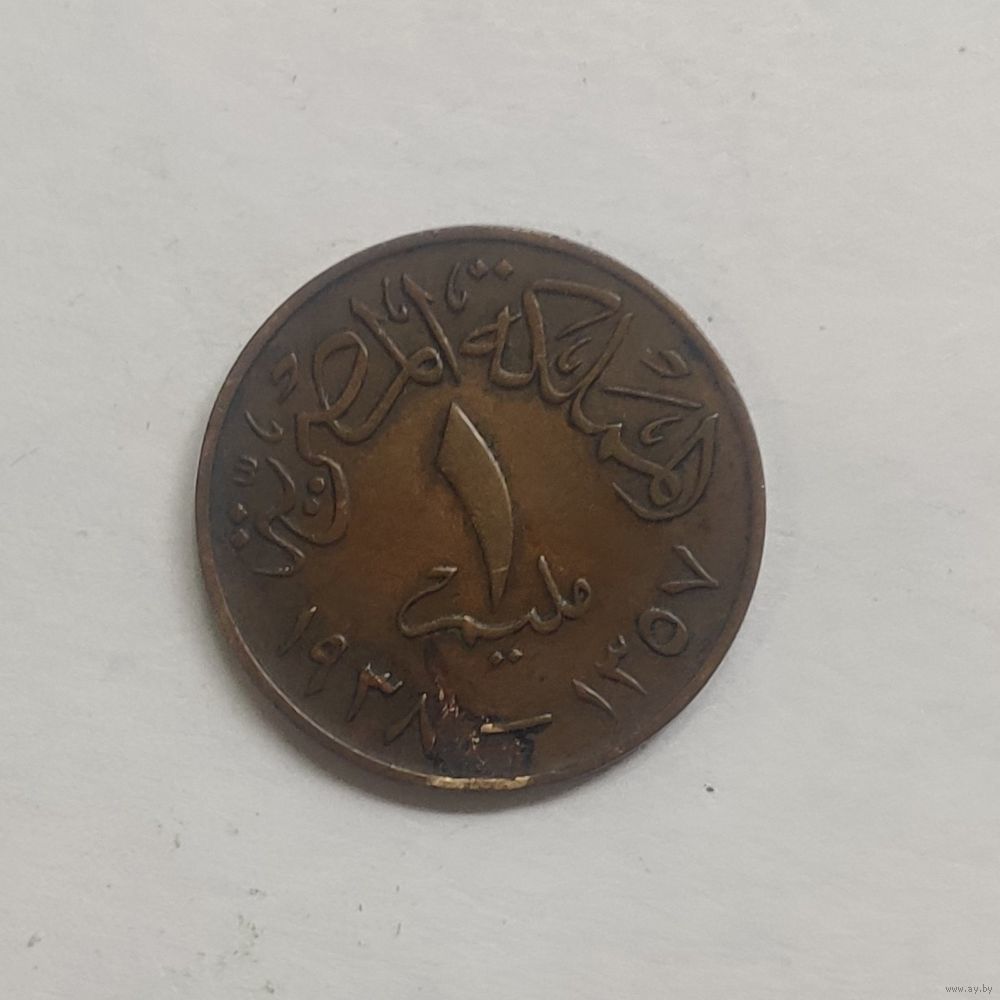 المملكة المصرية
١
مليم
١٩٣٨ — ١٣٥٧
www.ay.by